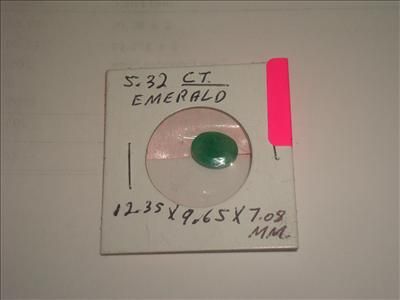 5.32 CT.
EMERALD
12.35 X 9.65 X 7.08
MM.